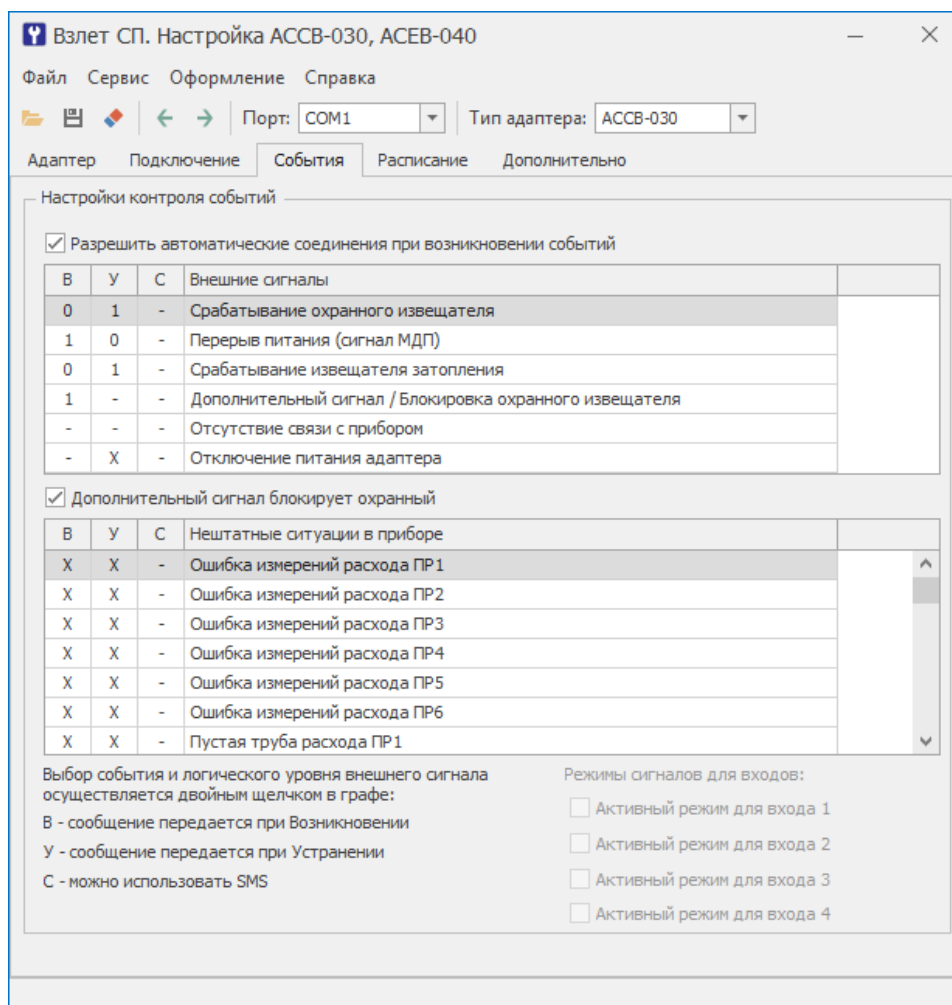 Взлет СП. Настройка АССВ-030, АСЕВ-040
Файл Сервис Оформление Справка
Порт: COM1 Тип адаптера: АССВ-030
Адаптер Подключение События Расписание Дополнительно
Настройки контроля событий
Разрешить автоматические соединения при возникновении событий
В У С Внешние сигналы
0 1 - Срабатывание охранного извещателя
1 0 - Перерыв питания (сигнал МДП)
0 1 - Срабатывание извещателя затопления
1 - - Дополнительный сигнал / Блокировка охранного извещателя
- - - Отсутствие связи с прибором
- X - Отключение питания адаптера
Дополнительный сигнал блокирует охранный
В У С Нештатные ситуации в приборе
X X - Ошибка измерений расхода ПР1
X X - Ошибка измерений расхода ПР2
X X - Ошибка измерений расхода ПР3
X X - Ошибка измерений расхода ПР4
X X - Ошибка измерений расхода ПР5
X X - Ошибка измерений расхода ПР6
X X - Пустая труба расхода ПР1
Выбор события и логического уровня внешнего сигнала
осуществляется двойным щелчком в графе:
В - сообщение передается при Возникновении
У - сообщение передается при Устранении
С - можно использовать SMS
Режимы сигналов для входов:
Активный режим для входа 1
Активный режим для входа 2
Активный режим для входа 3
Активный режим для входа 4